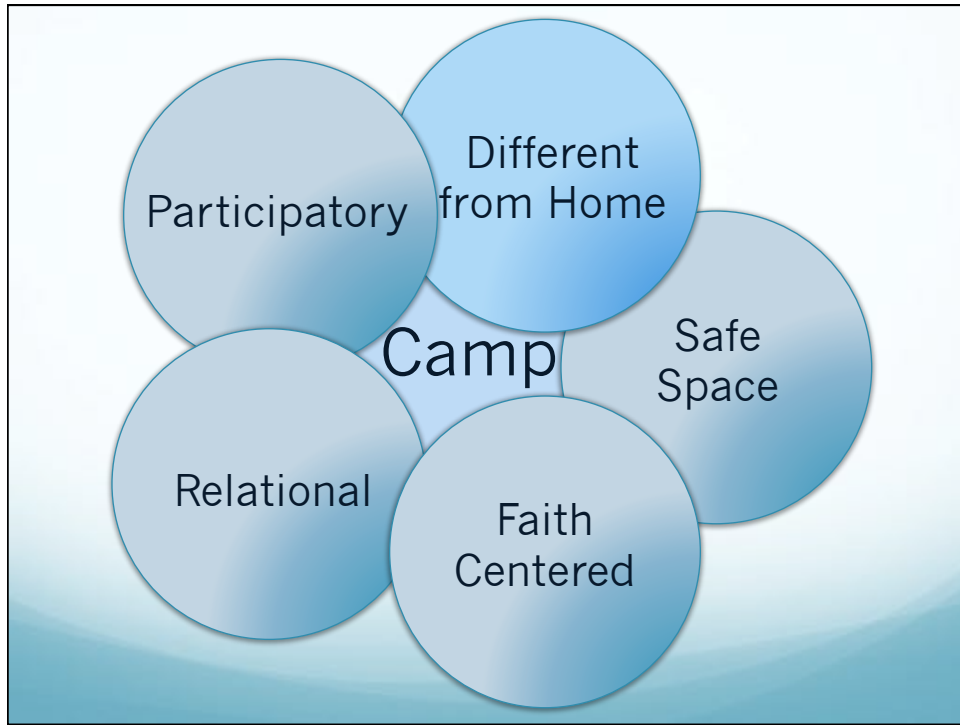 Different
from Home
Participatory
Camp
Safe
Space
Relational
Faith
Centered